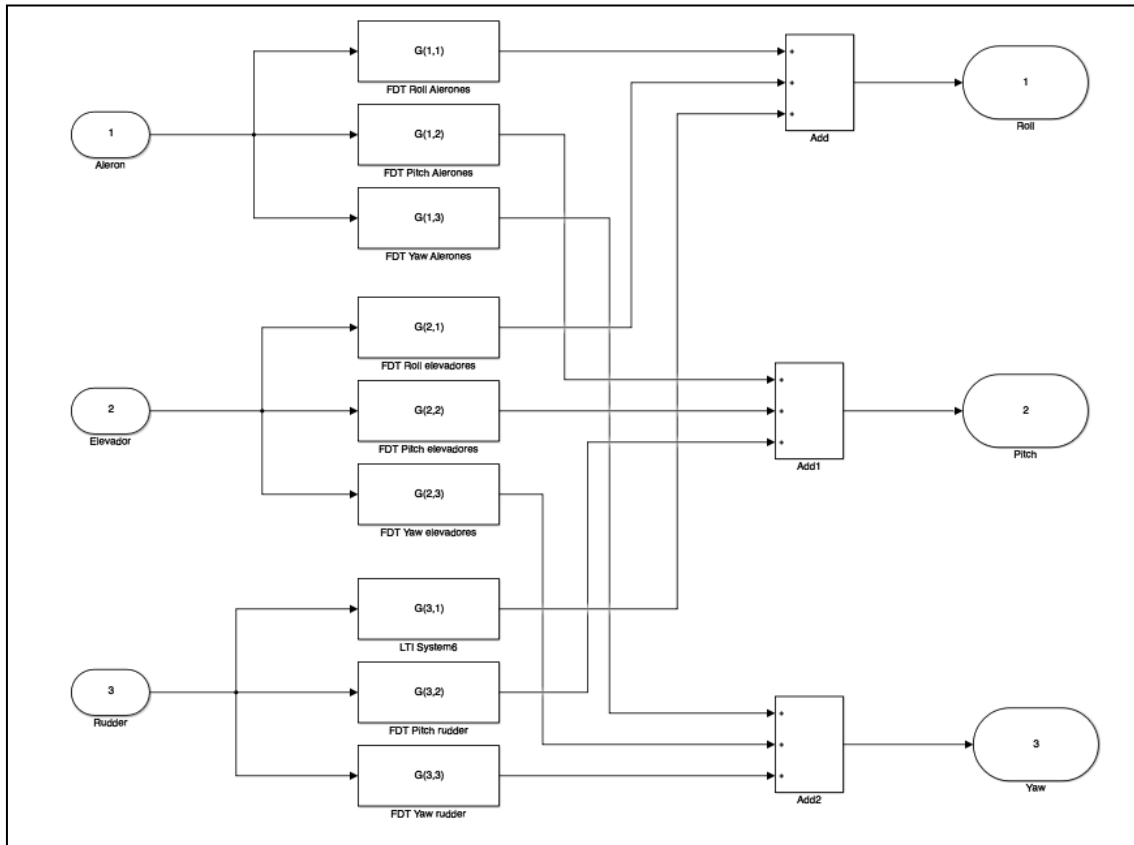 G(1,1)
FDT Roll Alerones
1
Aleron
G(1,2)
FDT Pitch Alerones
G(1,3)
FDT Yaw Alerones
+
+
+
Add
1
Roll
G(2,1)
FDT Roll elevadores
2
Elevador
G(2,2)
FDT Pitch elevadores
G(2,3)
FDT Yaw elevadores
+
+
+
Add1
2
Pitch
G(3,1)
LTI System6
3
Rudder
G(3,2)
FDT Pitch rudder
G(3,3)
FDT Yaw rudder
+
+
+
Add2
3
Yaw